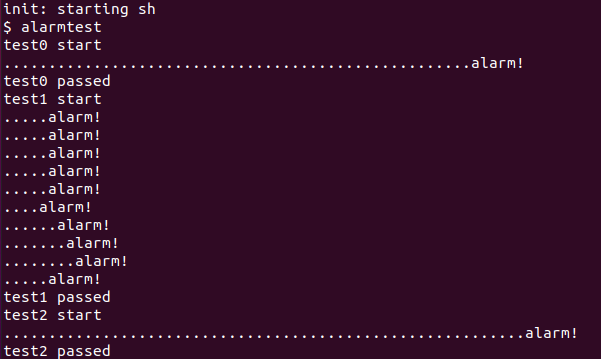 init: starting sh
$ alarmtest
test0 start
....................................................alarm!
test0 passed
test1 start
.....alarm!
.....alarm!
.....alarm!
.....alarm!
.....alarm!
....alarm!
......alarm!
.......alarm!
........alarm!
.....alarm!
test1 passed
test2 start
..........................................................alarm!
test2 passed